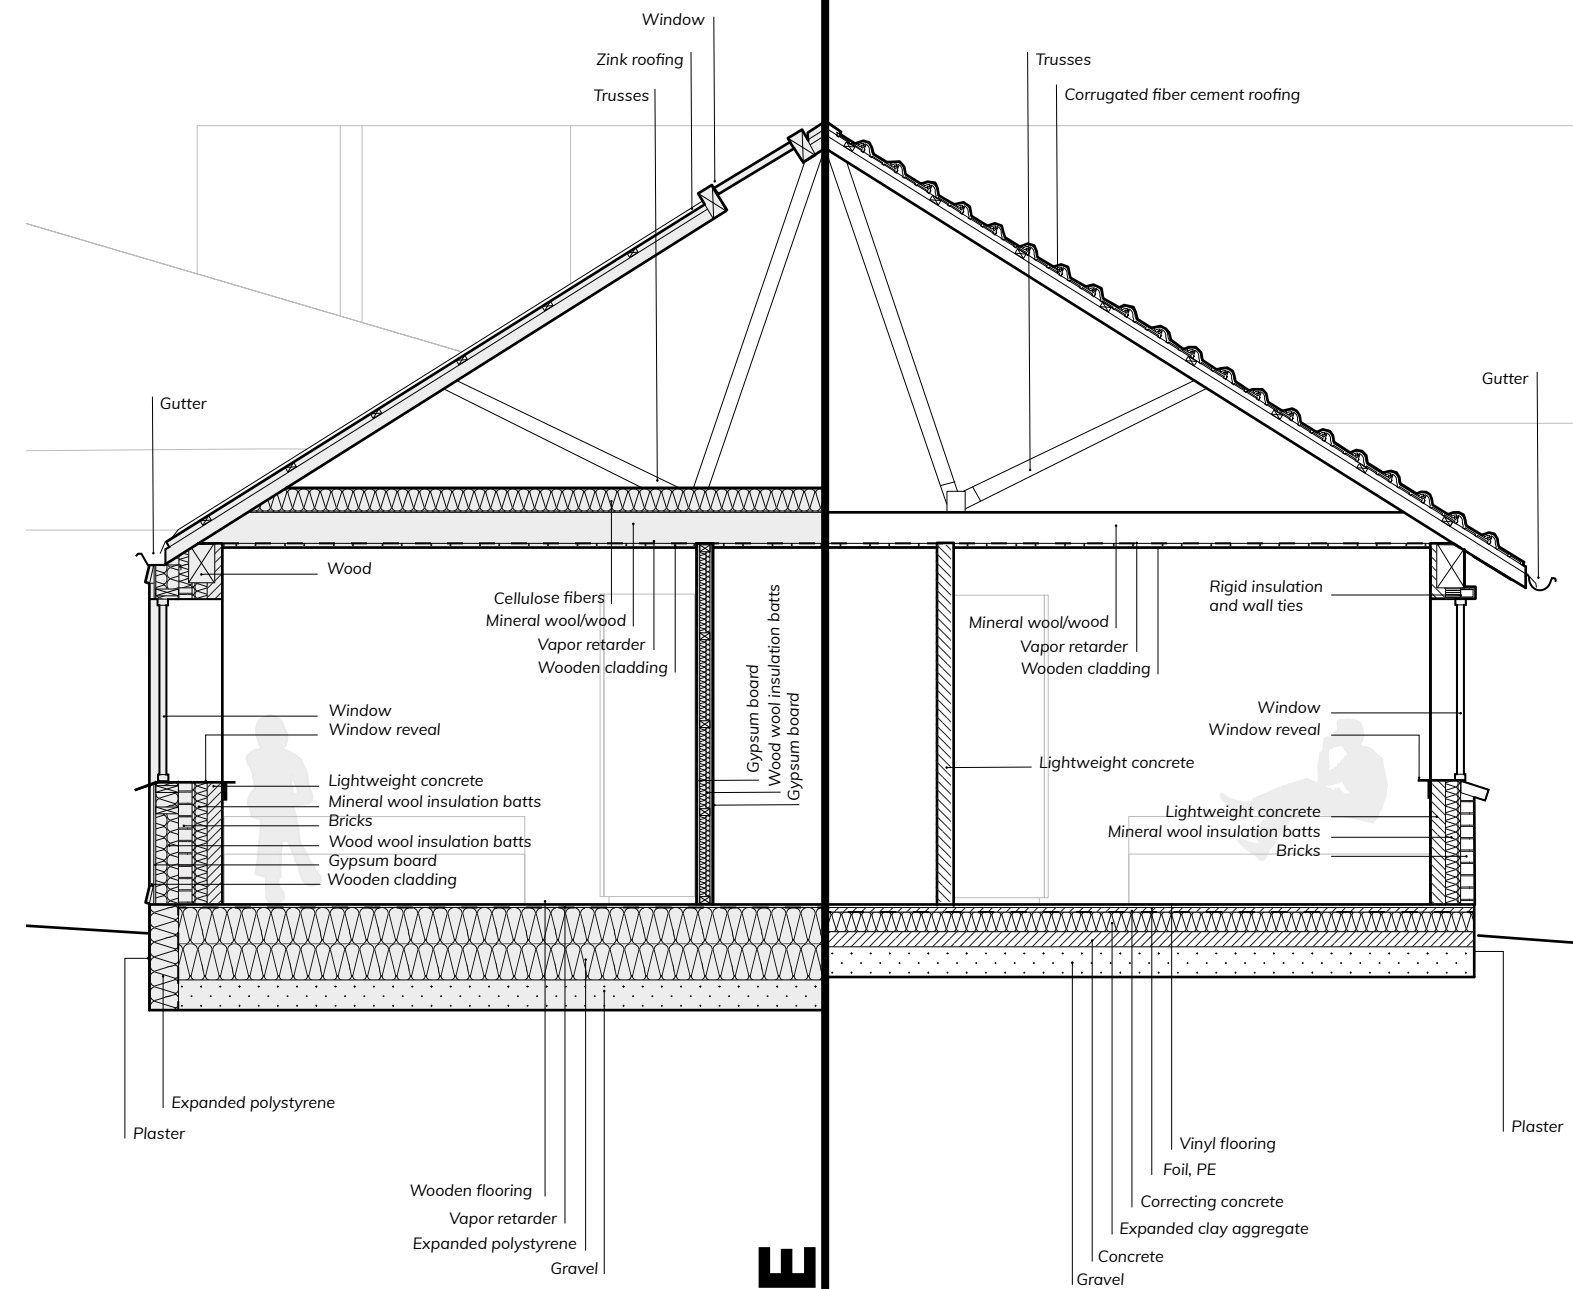 Window
Zink roofing
Trusses
Trusses
Corrugated fiber cement roofing
Gutter
Gutter
Wood
Cellulose fibers
Mineral wool/wood
Vapor retarder
Wooden cladding
Gypsum board
Wood wool insulation batts
Gypsum board
Window
Window reveal
Lightweight concrete
Mineral wool insulation batts
Bricks
Wood wool insulation batts
Gypsum board
Wooden cladding
Rigid insulation
and wall ties
Mineral wool/wood
Vapor retarder
Wooden cladding
Window
Window reveal
Lightweight concrete
Lightweight concrete
Mineral wool insulation batts
Bricks
Expanded polystyrene
Plaster
Wooden flooring
Vapor retarder
Expanded polystyrene
Gravel
E
Plaster
Vinyl flooring
Foil, PE
Correcting concrete
Expanded clay aggregate
Concrete
Gravel